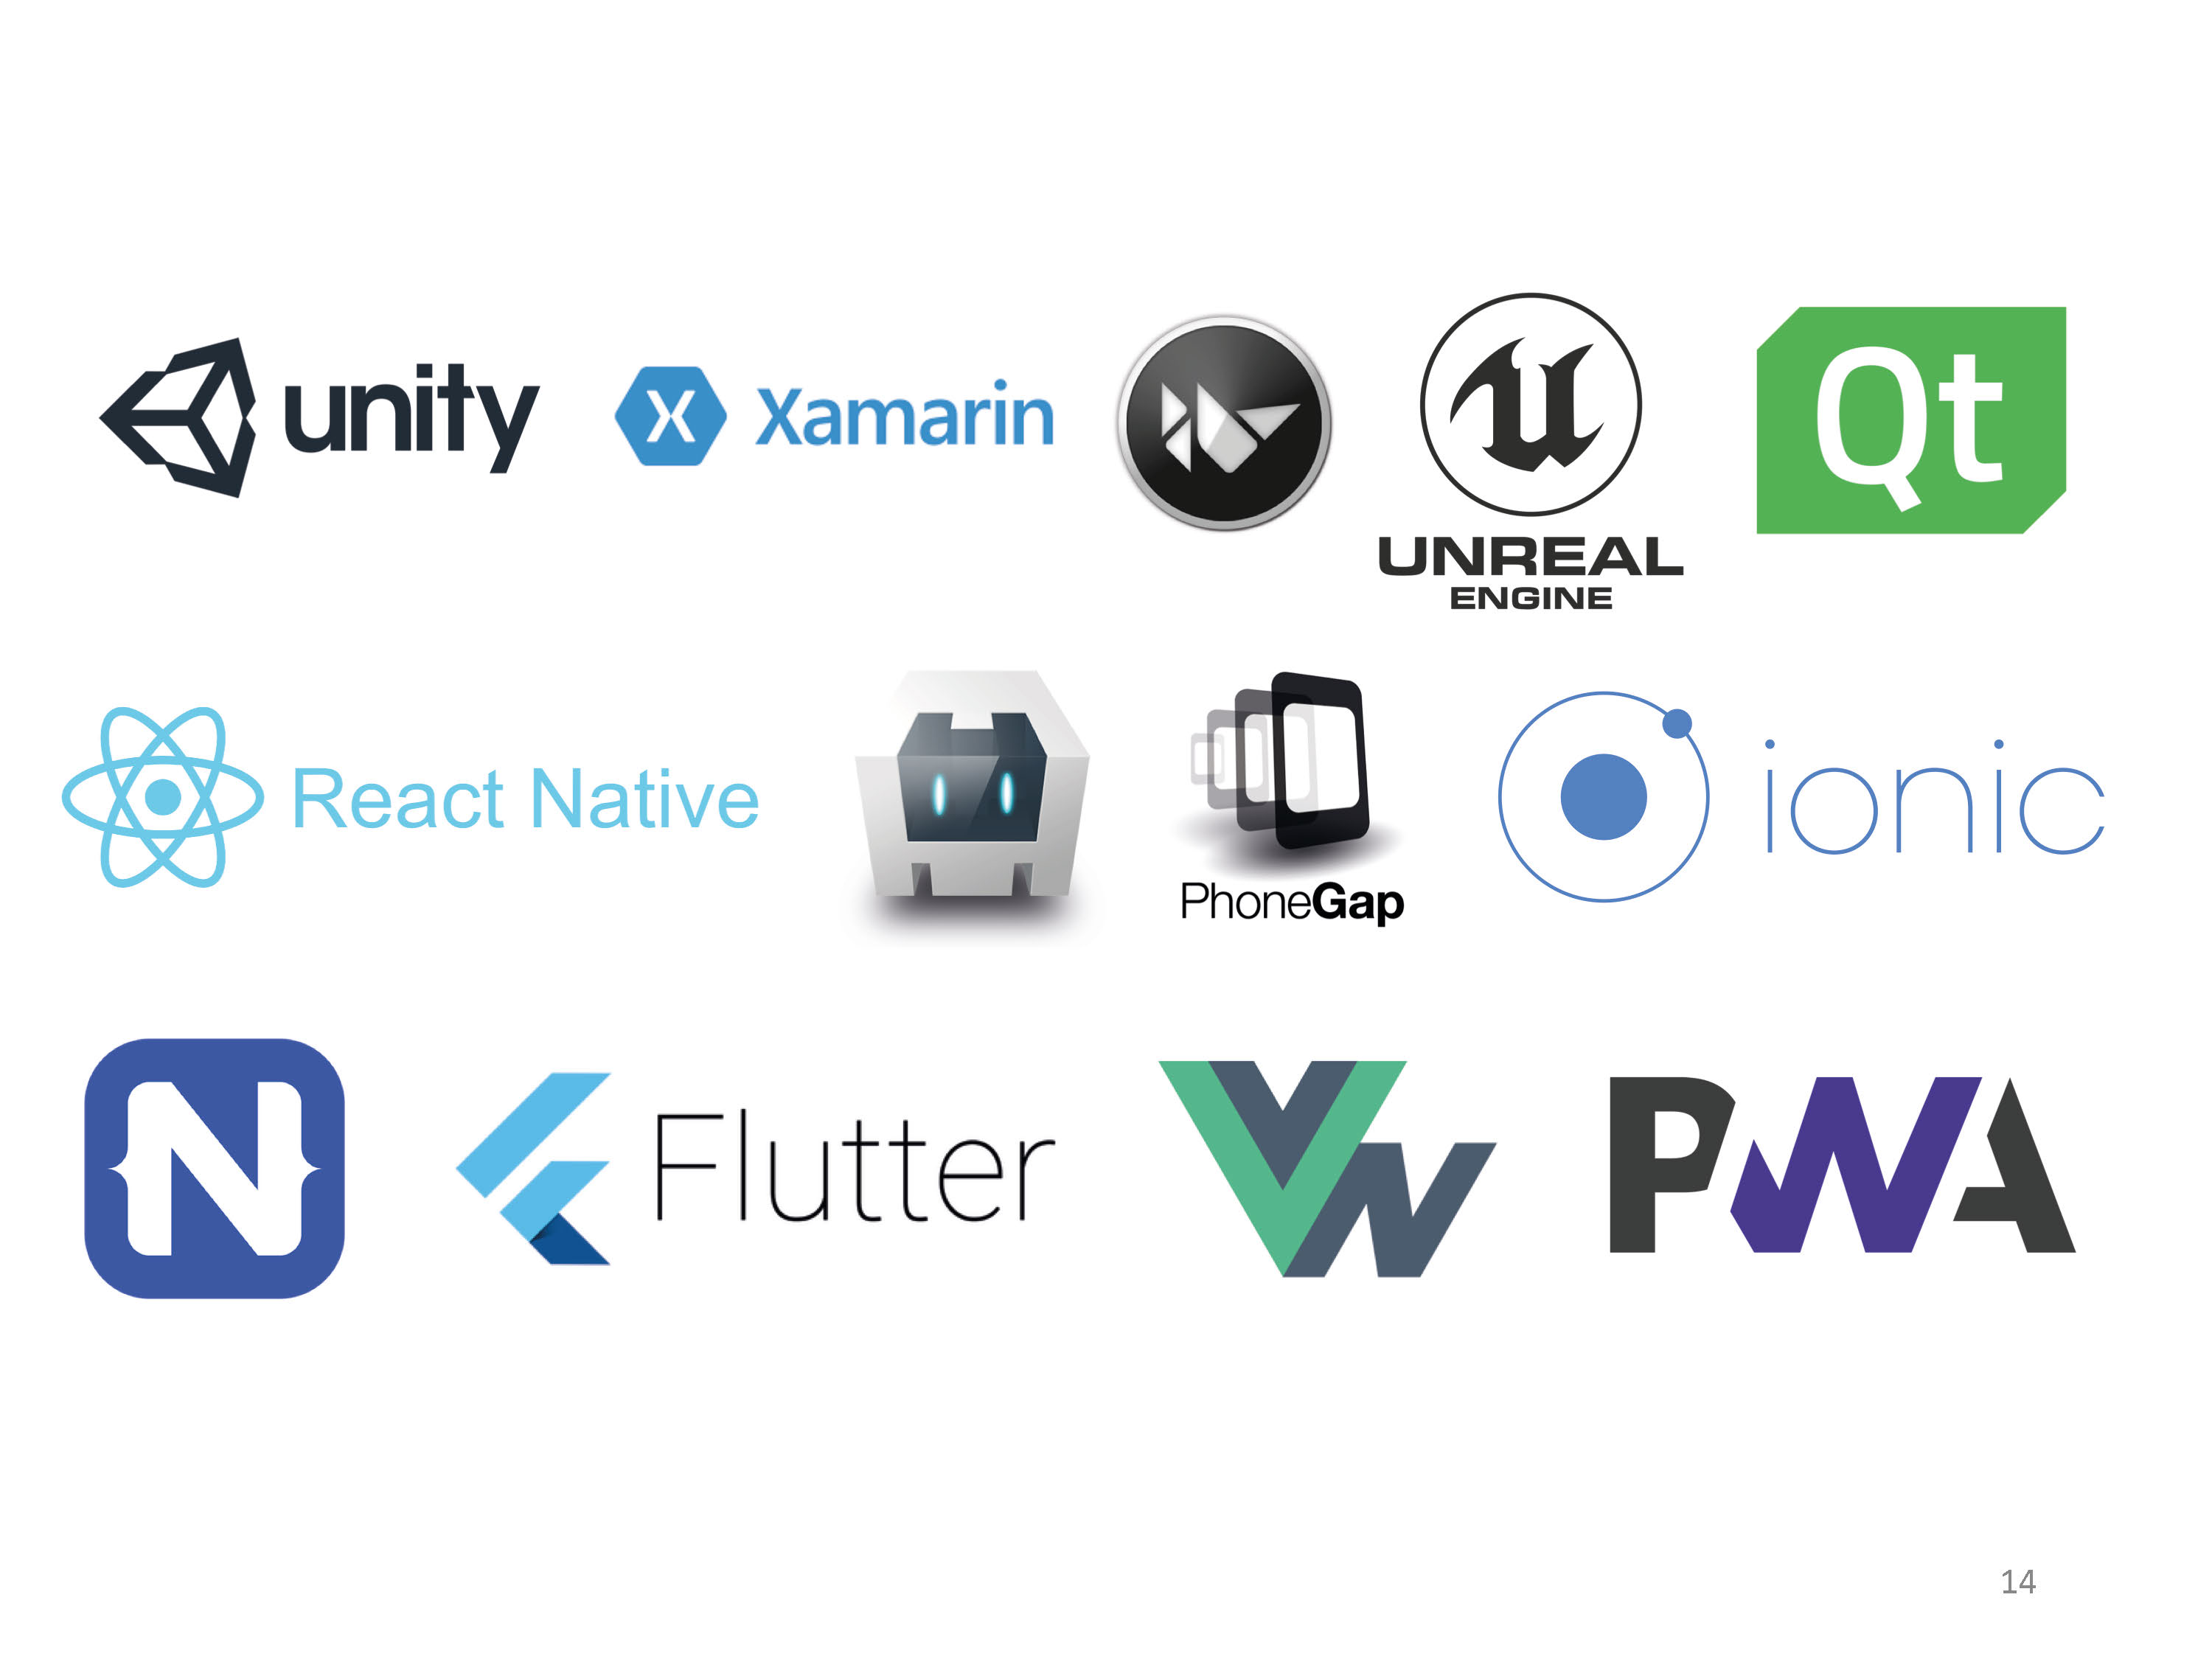 unity
Xamarin
UNREAL
ENGINE
Qt
React Native
PhoneGap
ionic
N
Flutter
PWA
14